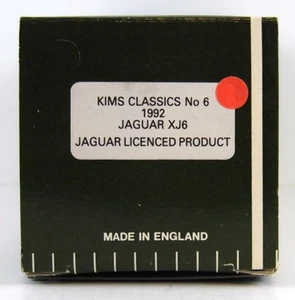 KIMS CLASSICS No 6
1992
JAGUAR XJ6
JAGUAR LICENCED PRODUCT
MADE IN ENGLAND